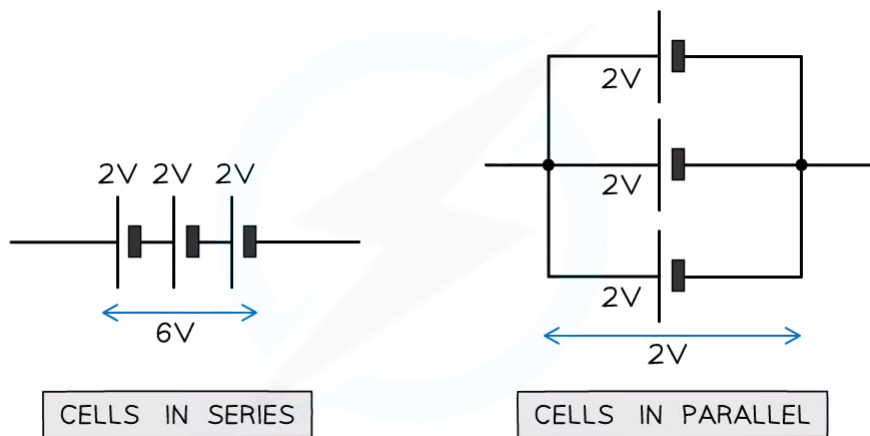 2V 2V 2V
6V
CELLS IN SERIES
2V
2V
2V
2V
CELLS IN PARALLEL